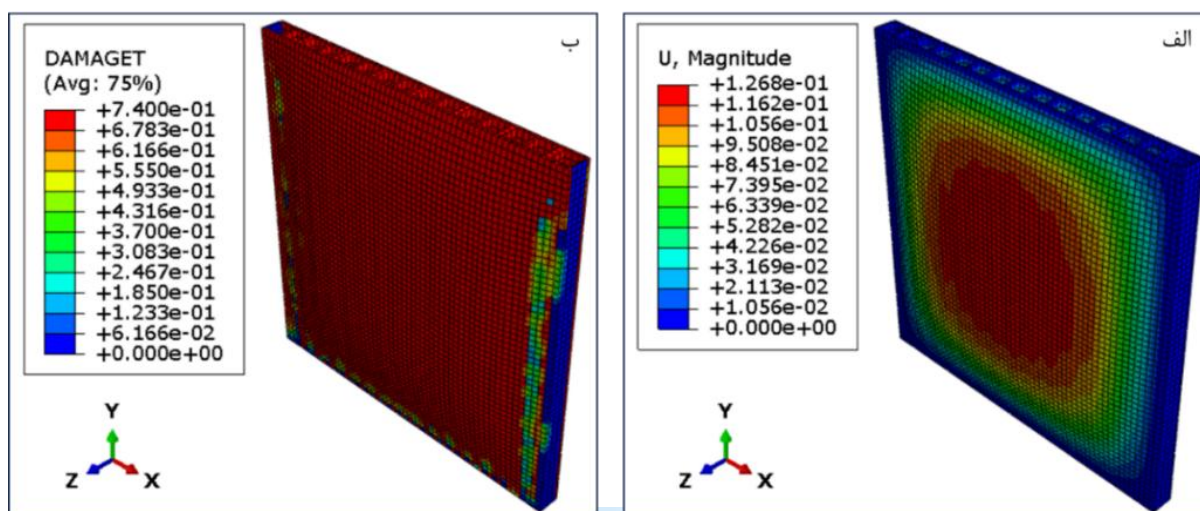 ب
DAMAGET
(Avg: 75%)
+7.400e-01
+6.783e-01
+6.166e-01
+5.550e-01
+4.933e-01
+4.316e-01
+3.700e-01
+3.083e-01
+2.467e-01
+1.850e-01
+1.233e-01
+6.166e-02
+0.000e+00
Y
Z
X
الف
U, Magnitude
+1.268e-01
+1.162e-01
+1.056e-01
+9.508e-02
+8.451e-02
+7.395e-02
+6.339e-02
+5.282e-02
+4.226e-02
+3.169e-02
+2.113e-02
+1.056e-02
+0.000e+00
Y
Z
X